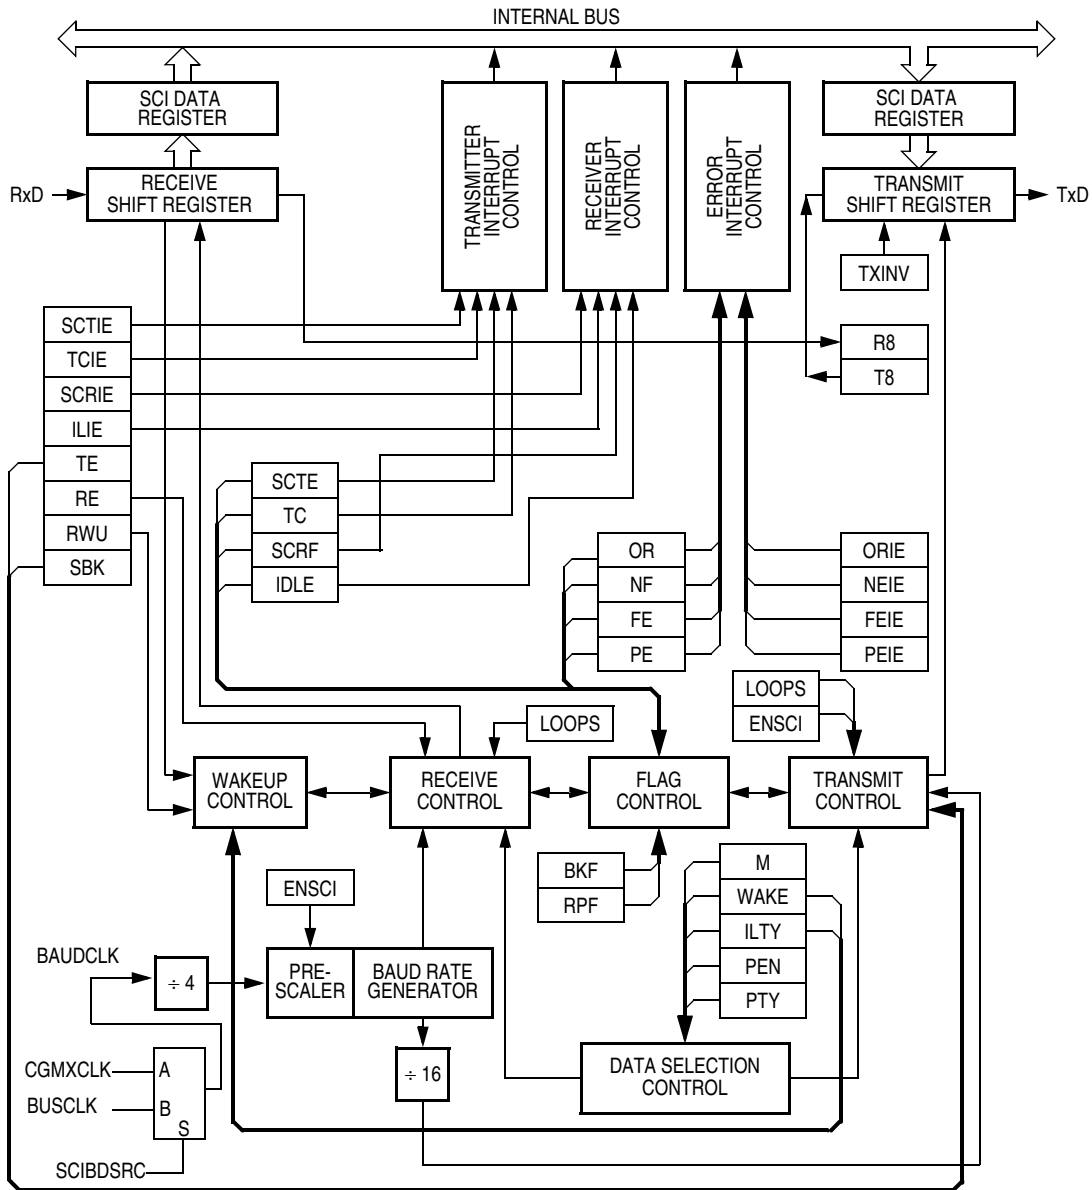 INTERNAL BUS
SCI DATA
REGISTER
SCI DATA
REGISTER
TRANSMITTER
INTERRUPT
CONTROL
RECEIVER
INTERRUPT
CONTROL
ERROR
INTERRUPT
CONTROL
RxD
RECEIVE
SHIFT REGISTER
TRANSMIT
SHIFT REGISTER
TxD
TXINV
SCTIE
TCIE
SCRIE
ILIE
TE
RE
RWU
SBK
R8
T8
SCTE
TC
SCRF
IDLE
OR
NF
FE
PE
ORIE
NEIE
FEIE
PEIE
LOOPS
LOOPS
ENSCI
WAKEUP
CONTROL
RECEIVE
CONTROL
FLAG
CONTROL
TRANSMIT
CONTROL
BKF
RPF
M
WAKE
ILTY
PEN
PTY
ENSCI
BAUDCLK
÷ 4
PRE-
SCALER
BAUD RATE
GENERATOR
÷ 16
DATA SELECTION
CONTROL
CGMXCLK
A
BUSCLK
B
S
SCIBDSRC